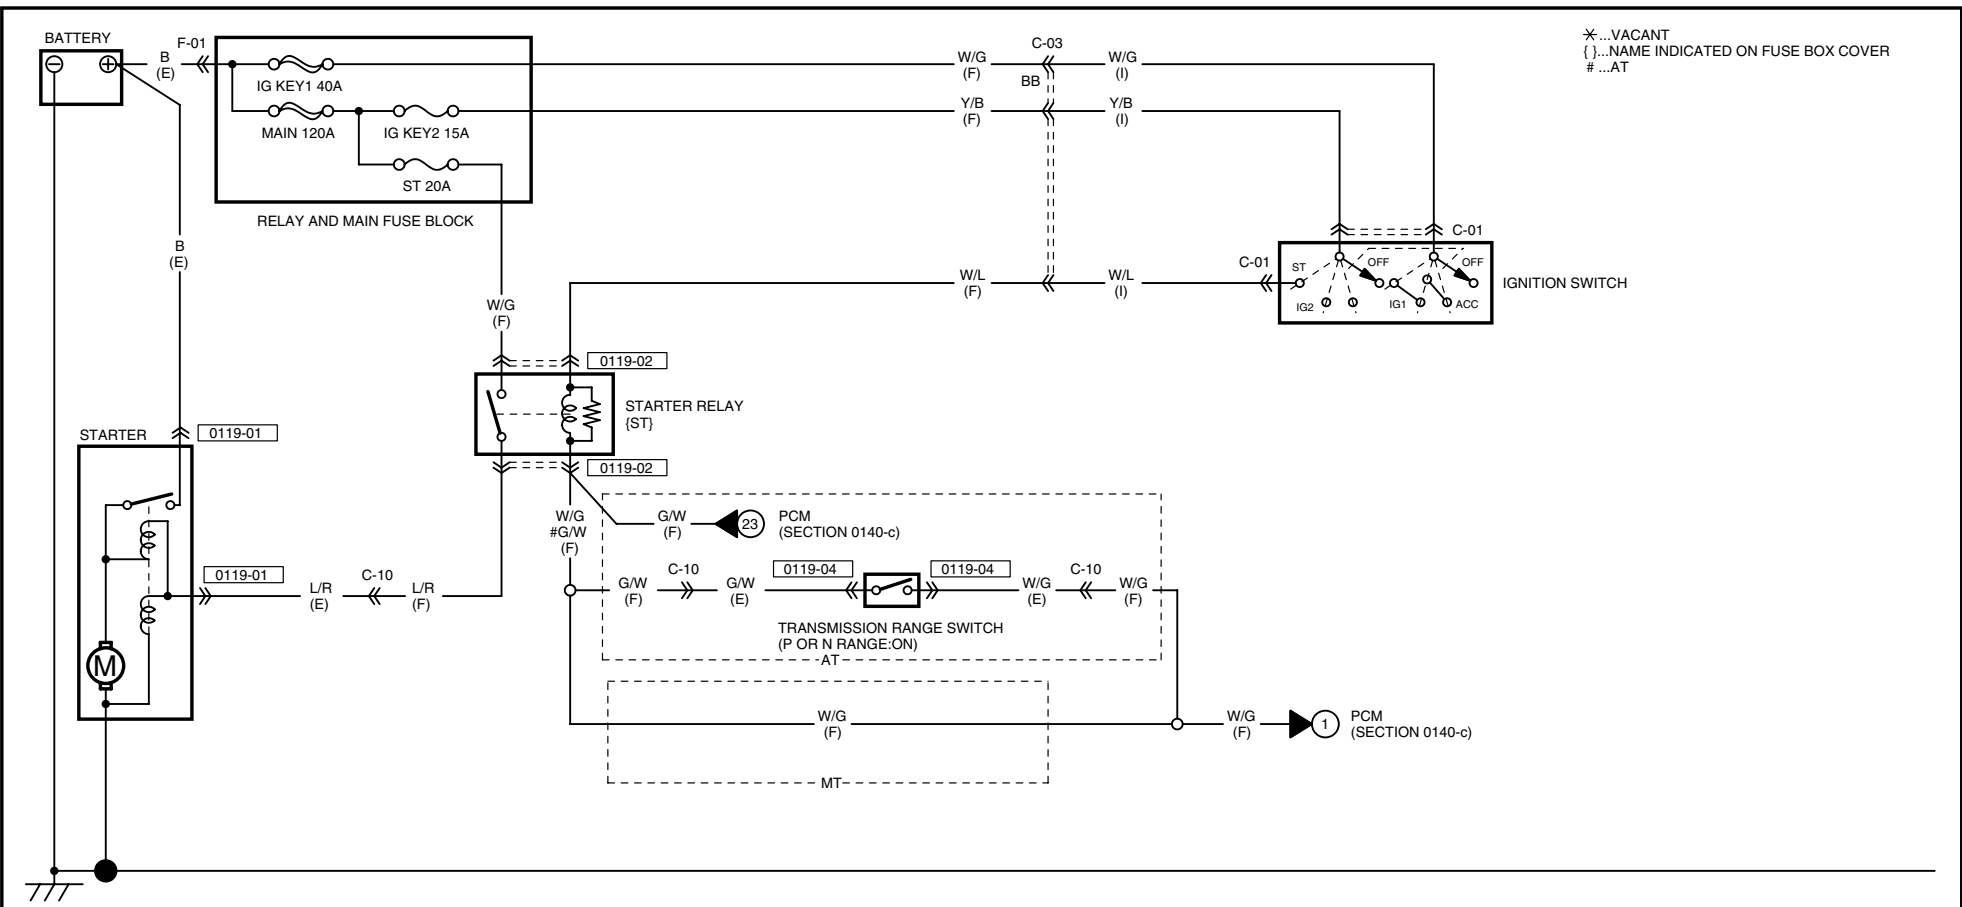 BATTERY
B
(E)
F-01
IG KEY1 40A
MAIN 120A
IG KEY2 15A
ST 20A
RELAY AND MAIN FUSE BLOCK
W/G
(F)
C-03
BB
W/G
(I)
Y/B
(F)
Y/B
(I)
...VACANT
{ }...NAME INDICATED ON FUSE BOX COVER
# ...AT
B
(E)
W/G
(F)
W/L
(F)
W/L
(I)
C-01
C-01
ST
OFF
OFF
IG2
IG1
ACC
IGNITION SWITCH
0119-02
STARTER RELAY
{ST}
0119-02
STARTER
0119-01
0119-01
M
L/R
(E)
C-10
L/R
(F)
W/G
#G/W
(F)
G/W
(F)
23
PCM
(SECTION 0140-c)
G/W
(F)
C-10
G/W
(E)
0119-04
0119-04
W/G
(E)
C-10
W/G
(F)
TRANSMISSION RANGE SWITCH
(P OR N RANGE:ON)
AT
W/G
(F)
MT
W/G
(F)
1
PCM
(SECTION 0140-c)